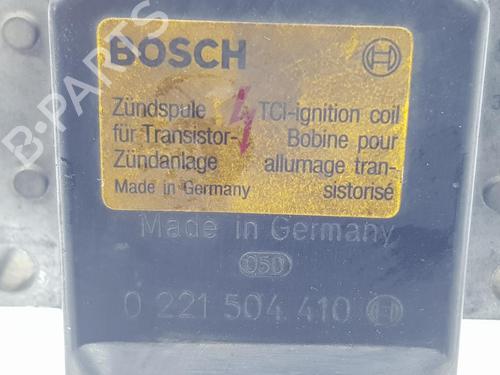 BOSCH
Zündspule
für Transistor-
Zündanlage
Made in Germany
TCI-ignition coil
Bobine pour
allumage tran-
sistorisé
Made in Germany
050
0 221 504 410
B-PARTS